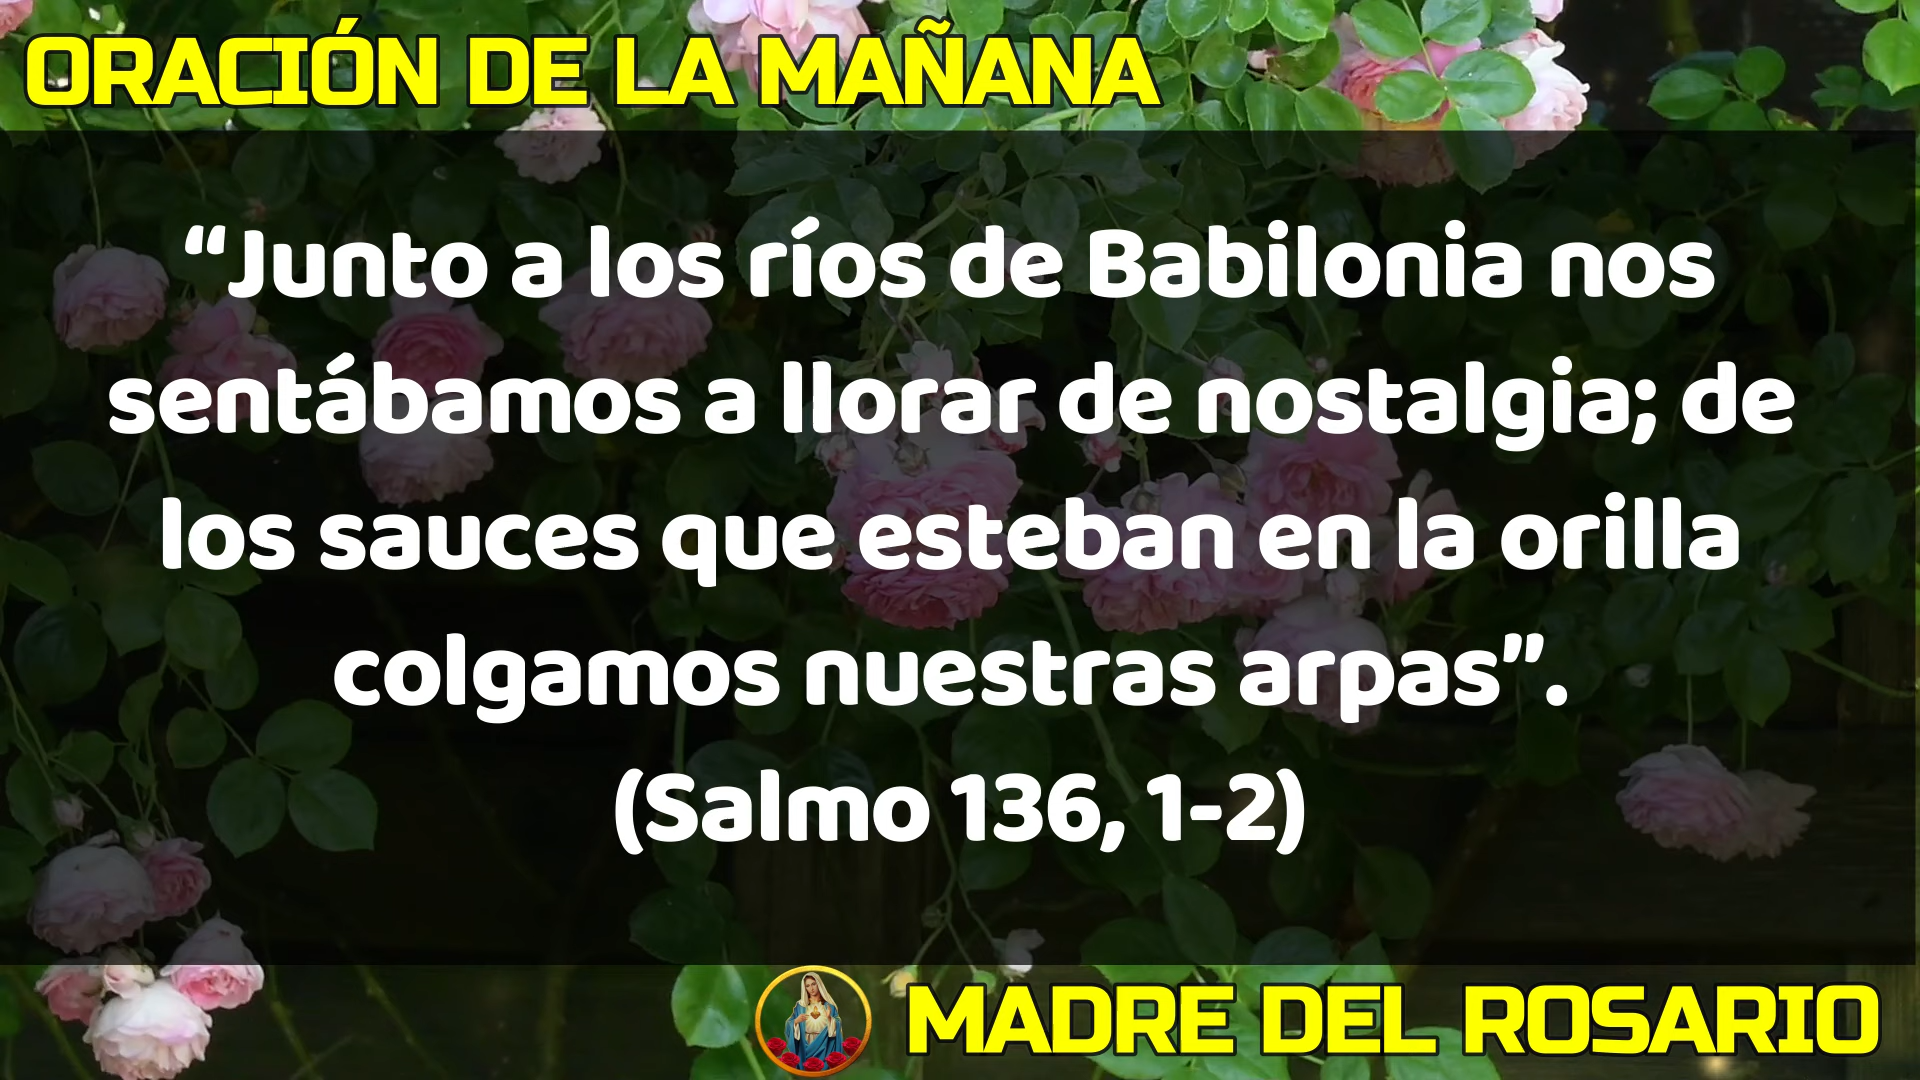 ORACIÓN DE LA MAÑANA
“Junto a los ríos de Babilonia nos
sentábamos a llorar de nostalgia; de
los sauces que esteban en la orilla
colgamos nuestras arpas”.
(Salmo 136, 1-2)
MADRE DEL ROSARIO